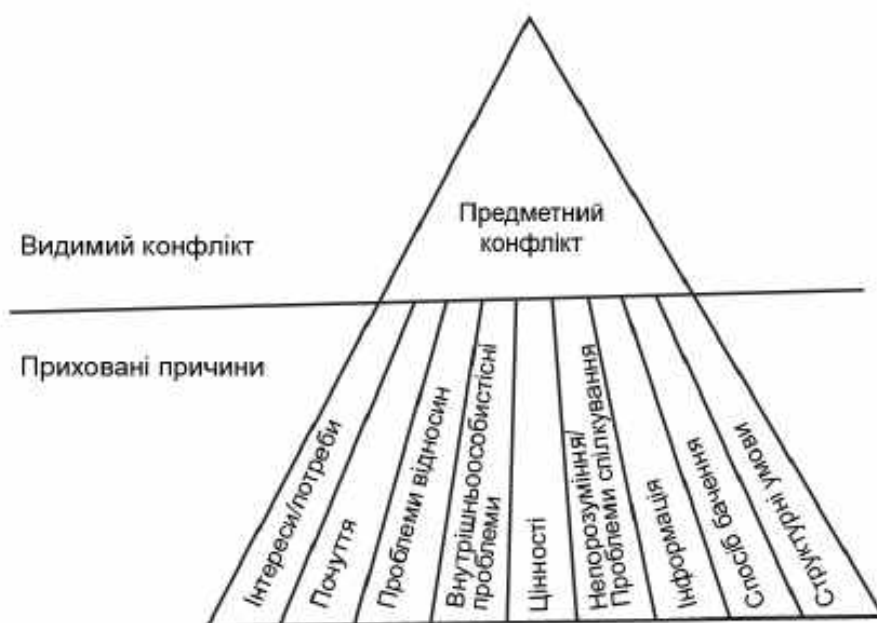 Предметний
конфлікт
Видимий конфлікт
Приховані причини
Інтереси/потреби
Почуття
Проблеми відносин
Внутрішньоособистісні
проблеми
Цінності
Непорозуміння/
Проблеми спілкування
Інформація
Спосіб бачення
Структурні умови